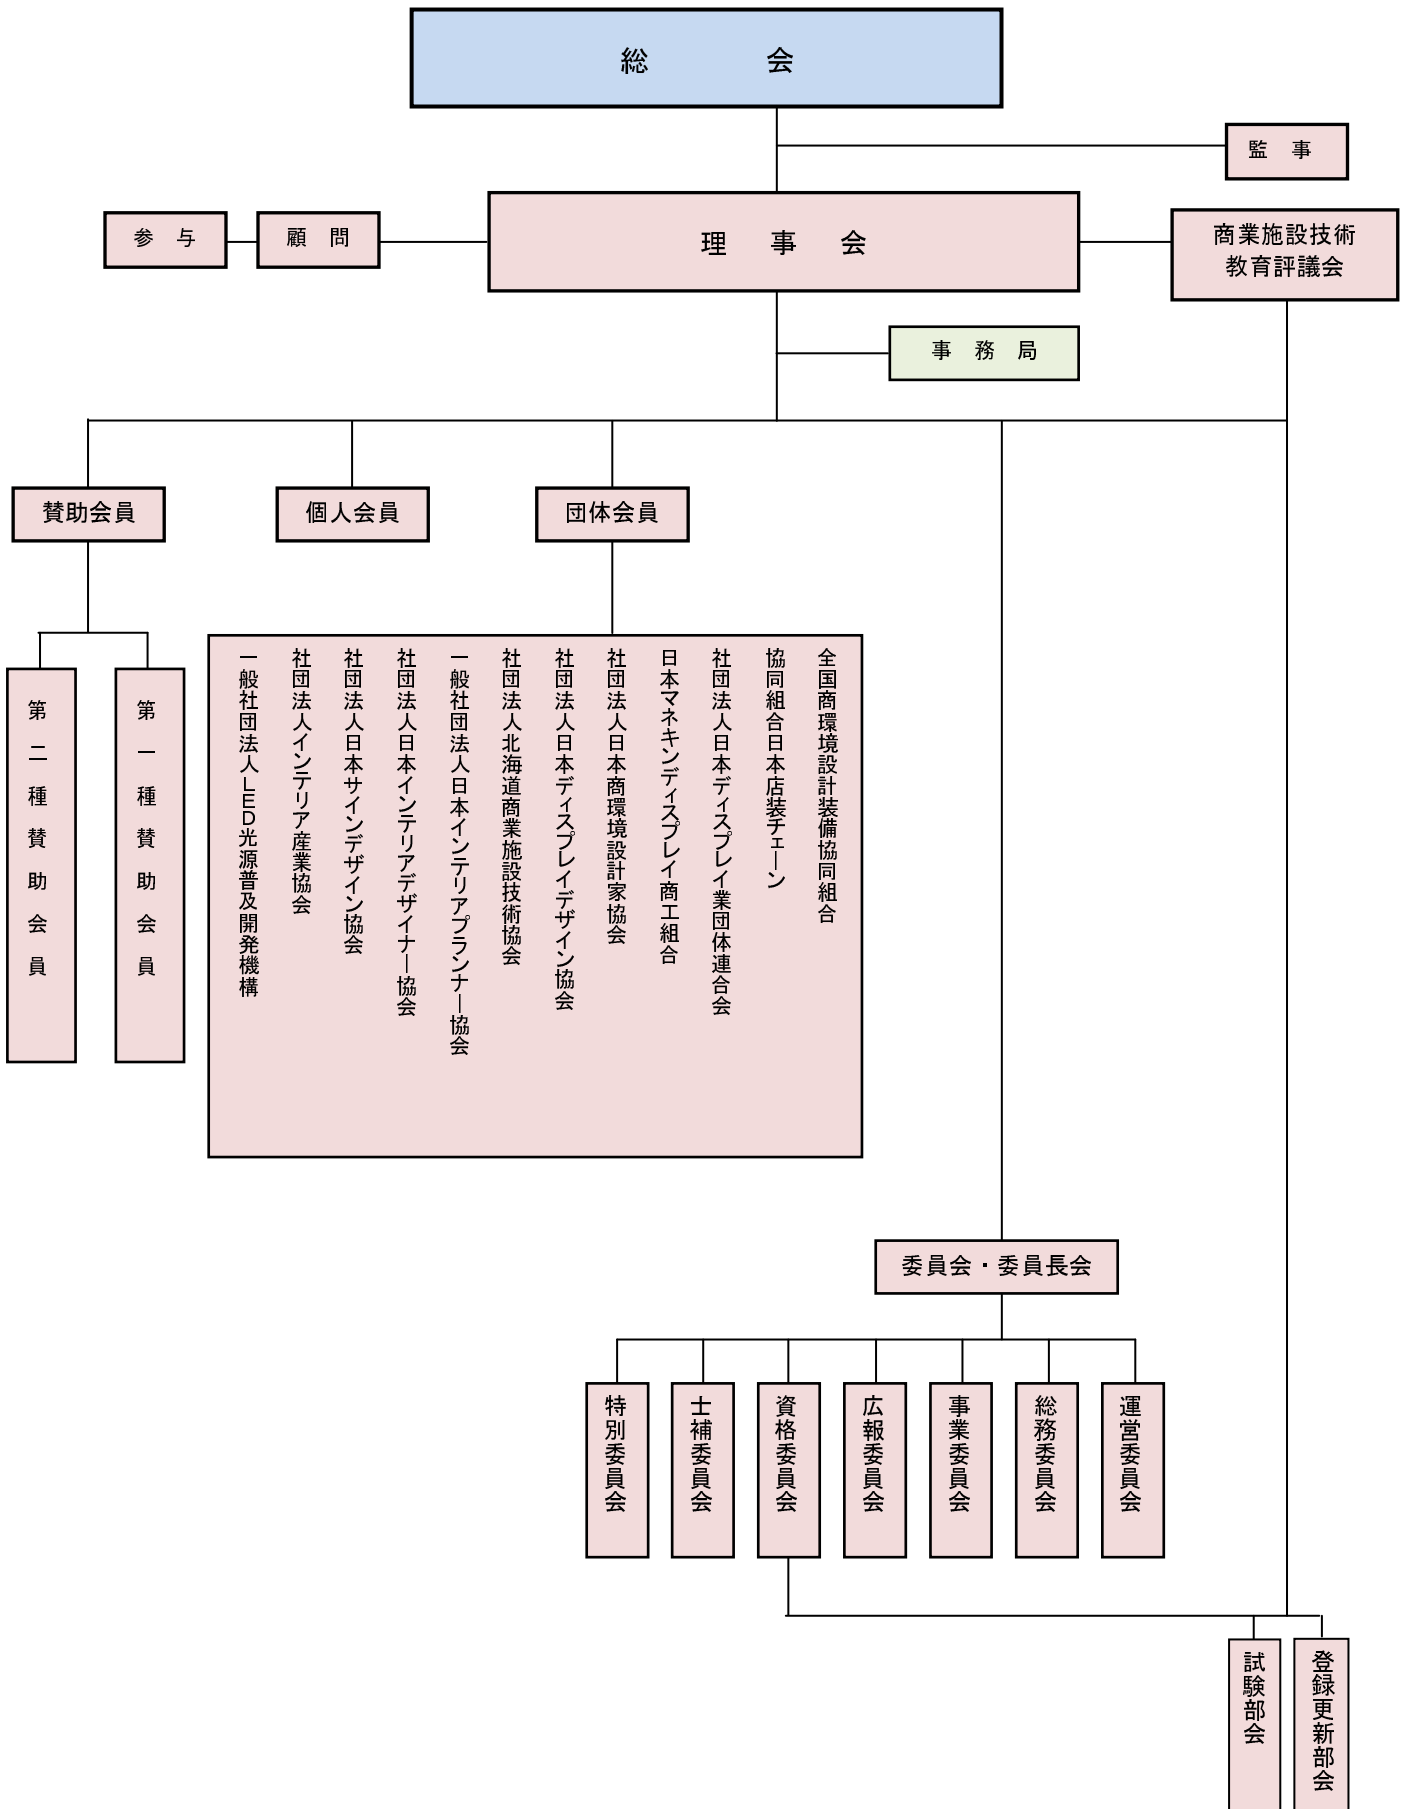 総　会
監　事
参　与
顧　問
理　事　会
商業施設技術
教育評議会
事　務　局
賛助会員
個人会員
団体会員
全国商環境設計装備協同組合
協同組合日本店装チェーン
社団法人日本ディスプレイ業団体連合会
日本マネキンディスプレイ商工組合
社団法人日本商環境設計家協会
社団法人日本ディスプレイデザイン協会
社団法人北海道商業施設技術協会
一般社団法人日本インテリアプランナー協会
社団法人日本インテリアデザイナー協会
社団法人日本サインデザイン協会
社団法人インテリア産業協会
一般社団法人ＬＥＤ光源普及開発機構
第一種賛助会員
第二種賛助会員
委員会・委員長会
運営委員会
総務委員会
事業委員会
広報委員会
資格委員会
士補委員会
特別委員会
登録更新部会
試験部会